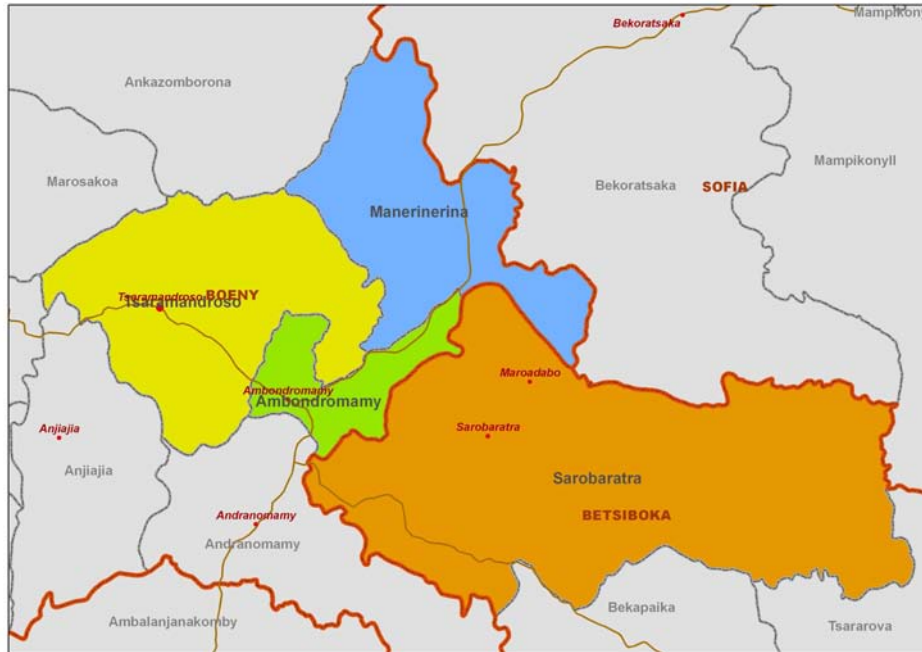 Mampikony
Bekoratsaka
Ankazomborona
Mampikonyll
Marosakoa
Bekoratsaka
SOFIA
Manerinerina
Tsaramandroso
BOENY
Tsaramandroso
Maroadabo
Ambondromamy
Ambondromamy
Anjiajia
Sarobaratra
Anjiajia
Sarobaratra
Andranomamy
BETSIBOKA
Andranomamy
Bekapaika
Ambalanjanakomby
Tsararova